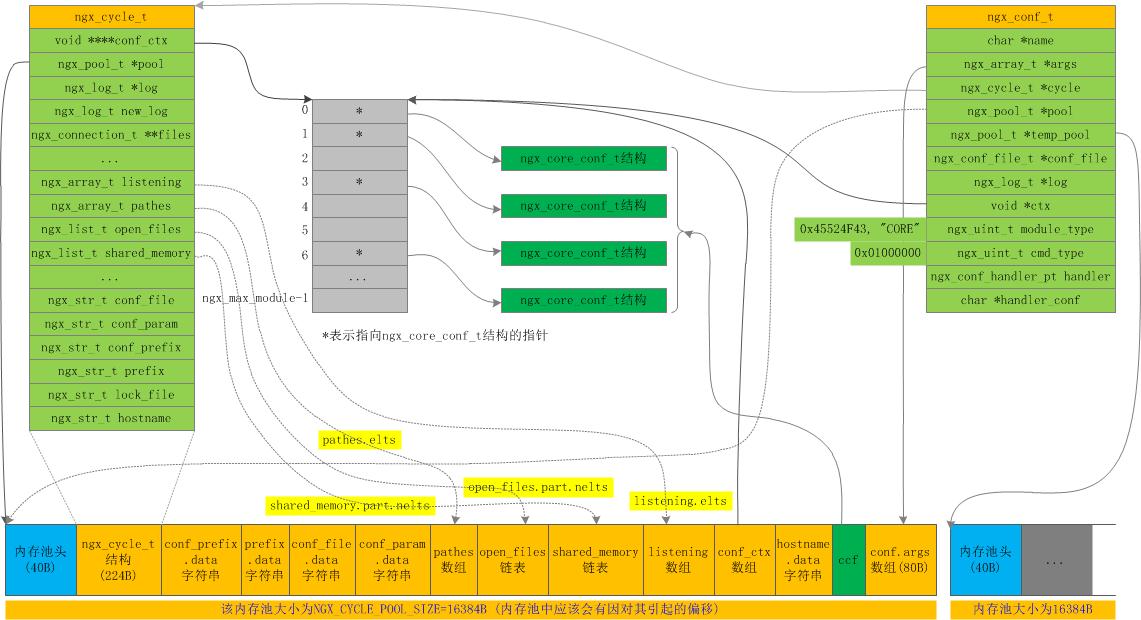 ngx_cycle_t
void ****conf_ctx
ngx_pool_t *pool
ngx_log_t *log
ngx_log_t new_log
ngx_connection_t **files
...
ngx_array_t listening
ngx_array_t pathes
ngx_list_t open_files
ngx_list_t shared_memory
...
ngx_str_t conf_file
ngx_str_t conf_param
ngx_str_t conf_prefix
ngx_str_t prefix
ngx_str_t lock_file
ngx_str_t hostname
0
*
1
*
2
3
*
4
5
6
*
...
ngx_max_module-1
*表示指向ngx_core_conf_t结构的指针
ngx_core_conf_t结构
ngx_core_conf_t结构
ngx_core_conf_t结构
ngx_core_conf_t结构
ngx_conf_t
char *name
ngx_array_t *args
ngx_cycle_t *cycle
ngx_pool_t *pool
ngx_pool_t *temp_pool
ngx_conf_file_t *conf_file
ngx_log_t *log
void *ctx
0x45524F43, "CORE"
ngx_uint_t module_type
0x01000000
ngx_uint_t cmd_type
ngx_conf_handler_pt handler
char *handler_conf
pathes.elts
open_files.part.nelts
shared_memory.part.nelts
listening.elts
内存池头
(40B)
ngx_cycle_t
结构
(224B)
conf_prefix
.data
字符串
prefix
.data
字符串
conf_file
.data
字符串
conf_param
.data
字符串
pathes
数组
open_files
链表
shared_memory
链表
listening
数组
conf_ctx
数组
hostname
.data
字符串
ccf
conf.args
数组(80B)
内存池头
(40B)
...
该内存池大小为NGX_CYCLE_POOL_SIZE=16384B (内存池中应该会有因对其引起的偏移)
内存池大小为16384B